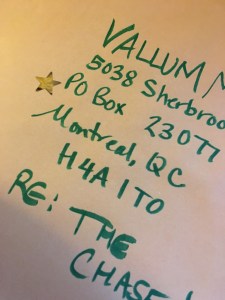 VALLUM
5038 Sherbroo
PO Box 23077
Montreal, QC
H4A 1T0
RE: THE
CHASE